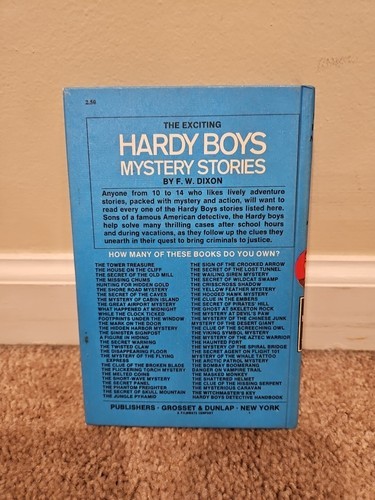 2.56
THE EXCITING
HARDY BOYS
MYSTERY STORIES
BY F. W. DIXON
Anyone from 10 to 14 who likes lively adventure
stories, packed with mystery and action, will want to
read every one of the Hardy Boys stories listed here.
Sons of a famous American detective, the Hardy boys
help solve many thrilling cases after school hours
and during vacations, as they follow up the clues they
unearth in their quest to bring criminals to justice.
HOW MANY OF THESE BOOKS DO YOU OWN?
THE TOWER TREASURE
THE HOUSE ON THE CLIFF
THE SECRET OF THE OLD MILL
THE MISSING CHUMS
HUNTING FOR HIDDEN GOLD
THE SHORE ROAD MYSTERY
THE SECRET OF THE CAVES
THE MYSTERY OF CABIN ISLAND
THE GREAT AIRPORT MYSTERY
WHAT HAPPENED AT MIDNIGHT
WHILE THE CLOCK TICKED
FOOTPRINTS UNDER THE WINDOW
THE MARK ON THE DOOR
THE HIDDEN HARBOR MYSTERY
THE SINISTER SIGNPOST
A FIGURE IN HIDING
THE SECRET WARNING
THE TWISTED CLAW
THE DISAPPEARING FLOOR
THE MYSTERY OF THE FLYING
EXPRESS
THE CLUE OF THE BROKEN BLADE
THE FLICKERING TORCH MYSTERY
THE MELTED COINS
THE SHORT-WAVE MYSTERY
THE SECRET PANEL
THE PHANTOM FREIGHTER
THE SECRET OF SKULL MOUNTAIN
THE JUNGLE PYRAMID
THE SIGN OF THE CROOKED ARROW
THE SECRET OF THE LOST TUNNEL
THE WAILING SIREN MYSTERY
THE SECRET OF WILDCAT SWAMP
THE CRISSCROSS SHADOW
THE YELLOW FEATHER MYSTERY
THE HOODED HAWK MYSTERY
THE CLUE IN THE EMBERS
THE SECRET OF PIRATES' HILL
THE GHOST AT SKELETON ROCK
THE MYSTERY AT DEVIL'S PAW
THE MYSTERY OF THE CHINESE JUNK
MYSTERY OF THE DESERT GIANT
THE CLUE OF THE SCREECHING OWL
THE VIKING SYMBOL MYSTERY
THE MYSTERY OF THE AZTEC WARRIOR
THE HAUNTED FORT
THE MYSTERY OF THE SPIRAL BRIDGE
THE SECRET AGENT ON FLIGHT 101
MYSTERY OF THE WHALE TATTOO
THE ARCTIC PATROL MYSTERY
THE BOMBAY BOOMERANG
DANGER ON VAMPIRE TRAIL
THE MASKED MONKEY
THE SHATTERED HELMET
THE CLUE OF THE HISSING SERPENT
THE MYSTERIOUS CARAVAN
THE WITCHMASTER'S KEY
HARDY BOYS DETECTIVE HANDBOOK
PUBLISHERS · GROSSET & DUNLAP · NEW YORK
A FILMWAYS COMPANY